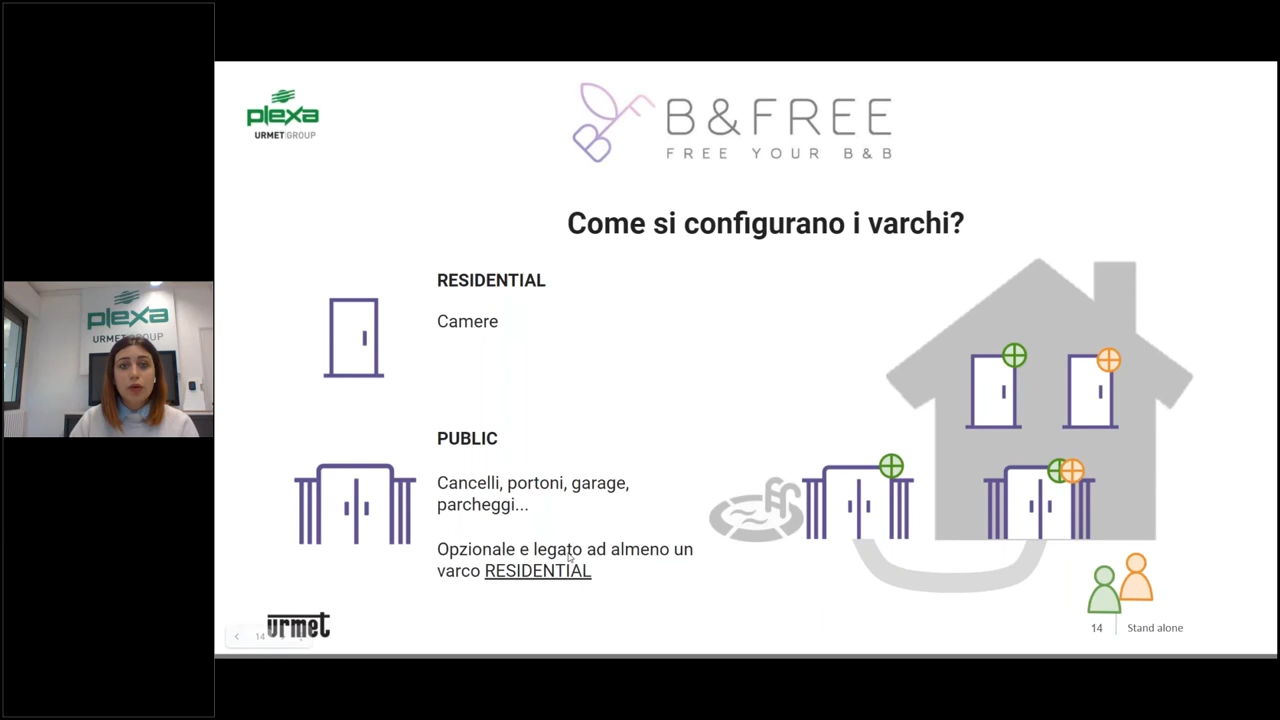 plexa
URMET GROUP
B&FREE
FREE YOUR B&B
Come si configurano i varchi?
RESIDENTIAL
Camere
PUBLIC
Cancelli, portoni, garage,
parcheggi...
Opzionale e legato ad almeno un
varco RESIDENTIAL
urmet
14
14 Stand alone
plexa
URMET GROUP